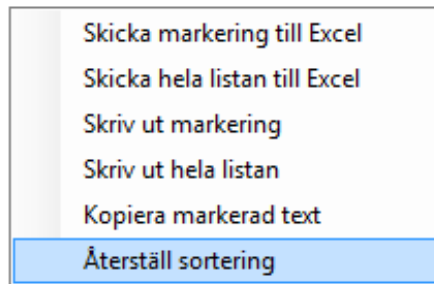 Skicka markering till Excel
Skicka hela listan till Excel
Skriv ut markering
Skriv ut hela listan
Kopiera markerad text
Återställ sortering